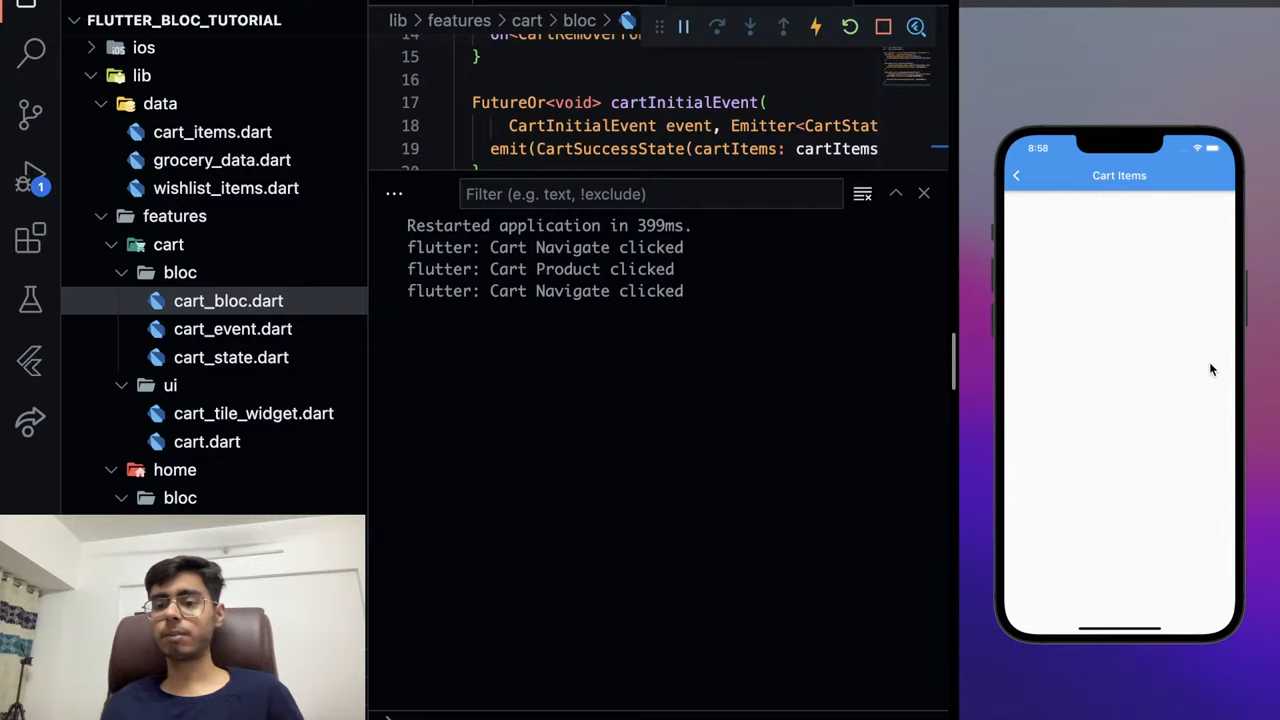 FLUTTER_BLOC_TUTORIAL
ios
lib
data
cart_items.dart
grocery_data.dart
wishlist_items.dart
features
cart
bloc
cart_bloc.dart
cart_event.dart
cart_state.dart
ui
cart_tile_widget.dart
cart.dart
home
bloc
1
lib > features > cart > bloc >
14
15 }
16
17 FutureOr<void> cartInitialEvent(
18 CartInitialEvent event, Emitter<CartStat
19 emit(CartSuccessState(cartItems: cartItems
Filter (e.g. text, !exclude)
Restarted application in 399ms.
flutter: Cart Navigate clicked
flutter: Cart Product clicked
flutter: Cart Navigate clicked
8:58
Cart Items